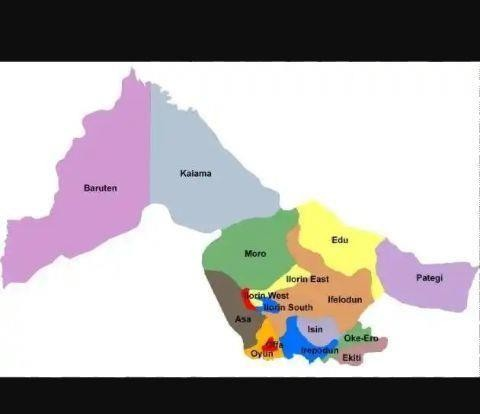 Kaiama
Baruten
Edu
Moro
Pategi
Ilorin East
Ilorin West
Ifelodun
Ilorin South
Asa
Isin
Oke-Ero
Offa
Irepodun
Oyun
Ekiti